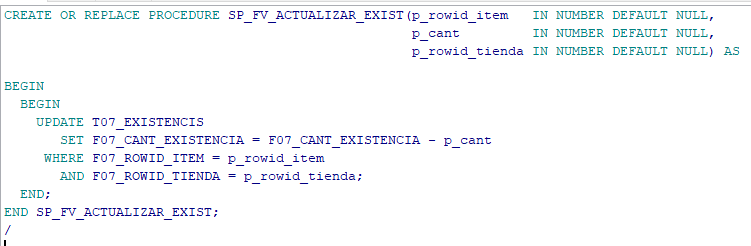 CREATE OR REPLACE PROCEDURE SP_FV_ACTUALIZAR_EXIST(p_rowid_item   IN NUMBER DEFAULT NULL,
                                                   p_cant         IN NUMBER DEFAULT NULL,
                                                   p_rowid_tienda IN NUMBER DEFAULT NULL) AS

BEGIN
  BEGIN
    UPDATE T07_EXISTENCIS
       SET F07_CANT_EXISTENCIA = F07_CANT_EXISTENCIA - p_cant
     WHERE F07_ROWID_ITEM = p_rowid_item
       AND F07_ROWID_TIENDA = p_rowid_tienda;
  END;
END SP_FV_ACTUALIZAR_EXIST;
/